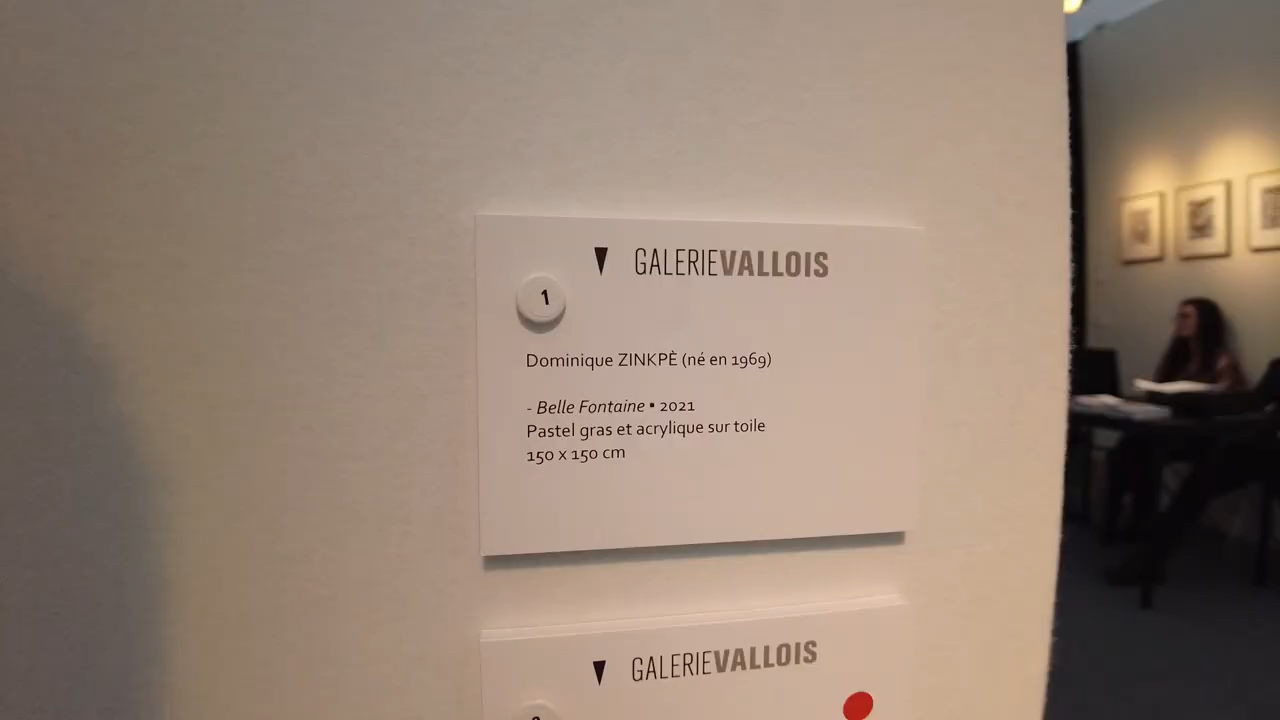 GALERIEVALLOIS
1
Dominique ZINKPÈ (né en 1969)
- Belle Fontaine ▪ 2021
Pastel gras et acrylique sur toile
150 x 150 cm
GALERIEVALLOIS